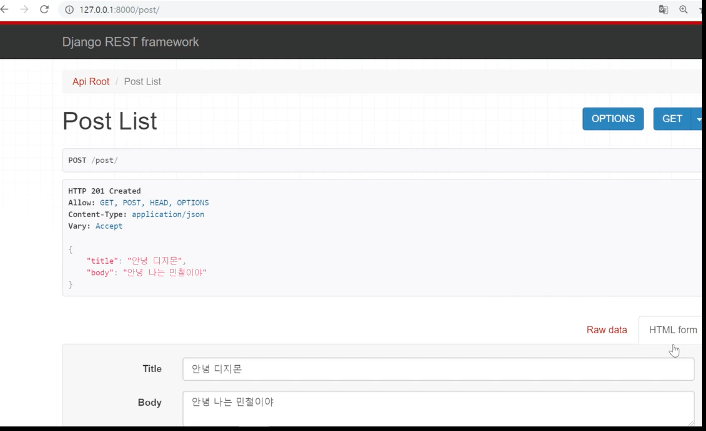 127.0.0.1:8000/post/
Django REST framework
Api Root / Post List
Post List
OPTIONS
GET
POST /post/
HTTP 201 Created
Allow: GET, POST, HEAD, OPTIONS
Content-Type: application/json
Vary: Accept
{
"title": "안녕 디지몬",
"body": "안녕 나는 민철이야"
}
Raw data
HTML form
Title
안녕 디지몬
Body
안녕 나는 민철이야